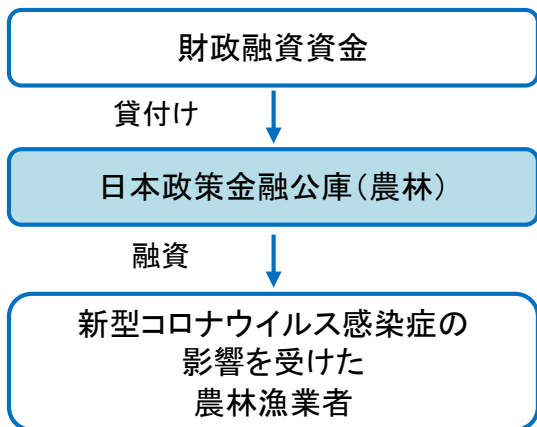 財政融資資金
貸付け
日本政策金融公庫（農林）
融資
新型コロナウイルス感染症の
影響を受けた
農林漁業者